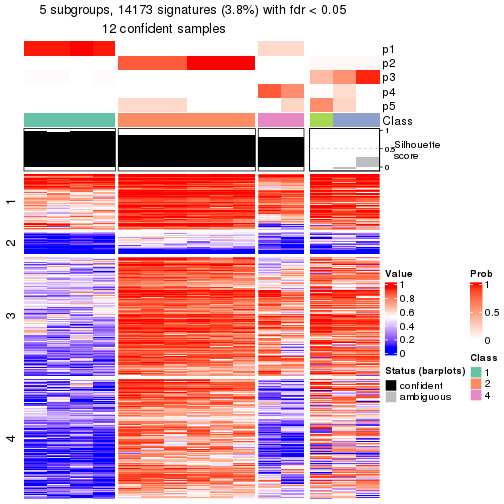 5 subgroups, 14173 signatures (3.8%) with fdr < 0.05
12 confident samples
p1
p2
p3
p4
p5
Class
1
0.5
0
Silhouette
score
1
2
3
4
Value
1
0.8
0.6
0.4
0.2
0
Prob
1
0.5
0
Status (barplots)
confident
ambiguous
Class
1
2
4